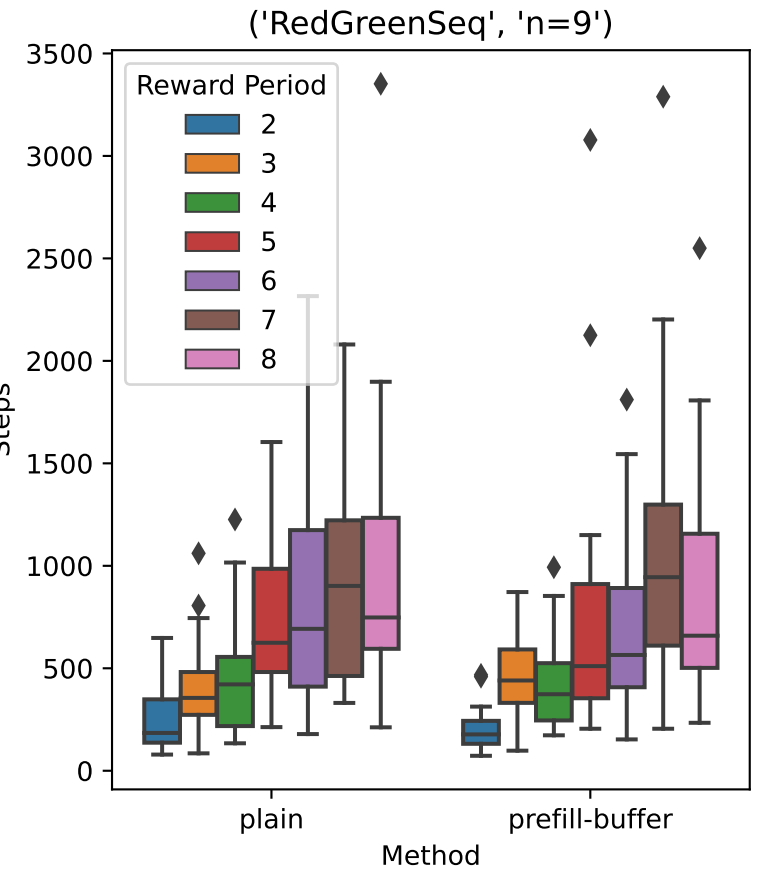 ('RedGreenSeq', 'n=9')
3500
3000
2500
2000
1500
1000
500
0
Steps
Reward Period
2
3
4
5
6
7
8
plain
prefill-buffer
Method